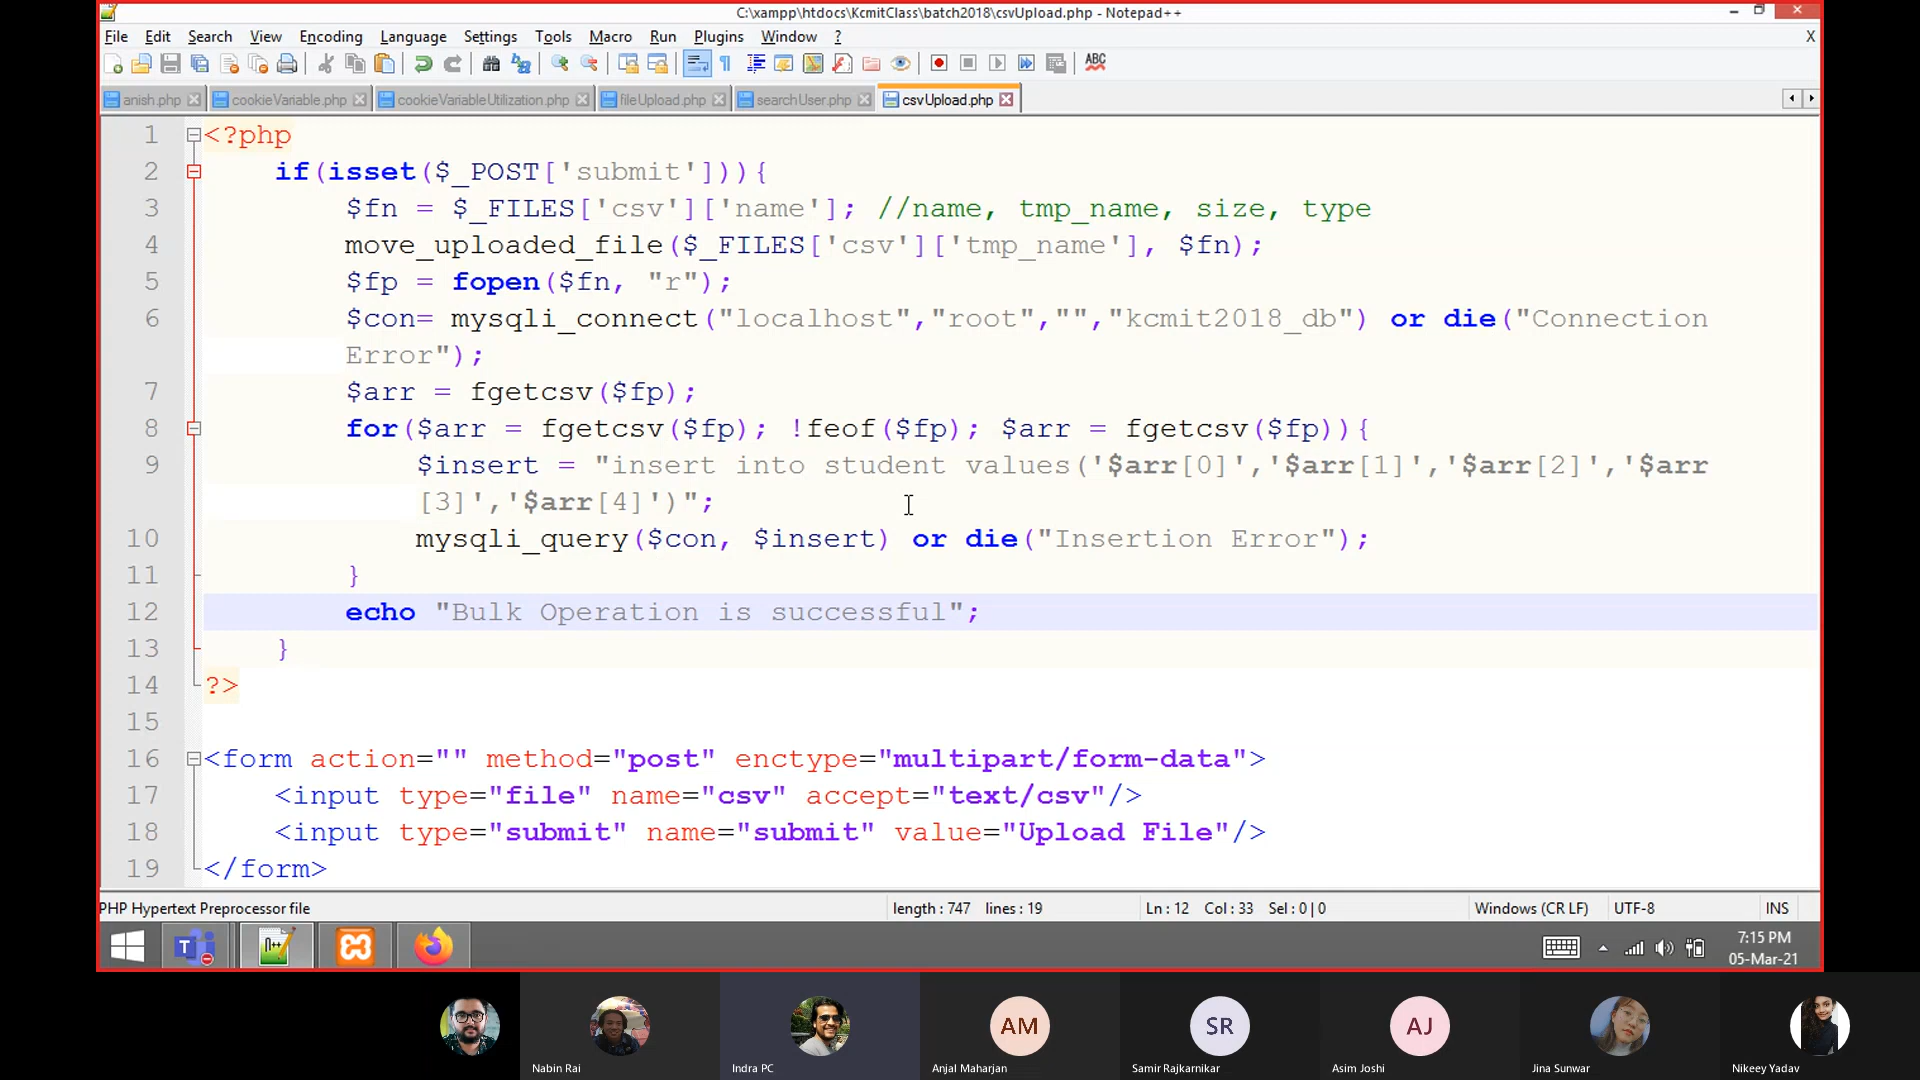 C:\xampp\htdocs\KcmitClass\batch2018\csvUpload.php - Notepad++
File Edit Search View Encoding Language Settings Tools Macro Run Plugins Window ? X
ABC
anish.php cookieVariable.php cookieVariableUtilization.php fileUpload.php searchUser.php csvUpload.php
1 <?php
2 if(isset($_POST['submit'])){
3 $fn = $_FILES['csv']['name']; //name, tmp_name, size, type
4 move_uploaded_file($_FILES['csv']['tmp_name'], $fn);
5 $fp = fopen($fn, "r");
6 $con= mysqli_connect("localhost","root","","kcmit2018_db") or die("Connection
Error");
7 $arr = fgetcsv($fp);
8 for($arr = fgetcsv($fp); !feof($fp); $arr = fgetcsv($fp)){
9 $insert = "insert into student values('$arr[0]','$arr[1]','$arr[2]','$arr
[3]','$arr[4]')";
10 mysqli_query($con, $insert) or die("Insertion Error");
11 }
12 echo "Bulk Operation is successful";
13 }
14 ?>
15
16 <form action="" method="post" enctype="multipart/form-data">
17 <input type="file" name="csv" accept="text/csv"/>
18 <input type="submit" name="submit" value="Upload File"/>
19 </form>
PHP Hypertext Preprocessor file length : 747 lines : 19 Ln : 12 Col : 33 Sel : 0 | 0 Windows (CR LF) UTF-8 INS
7:15 PM
05-Mar-21
AM SR AJ
Nabin Rai Indra PC Anjal Maharjan Samir Rajkarnikar Asim Joshi Jina Sunwar Nikeey Yadav